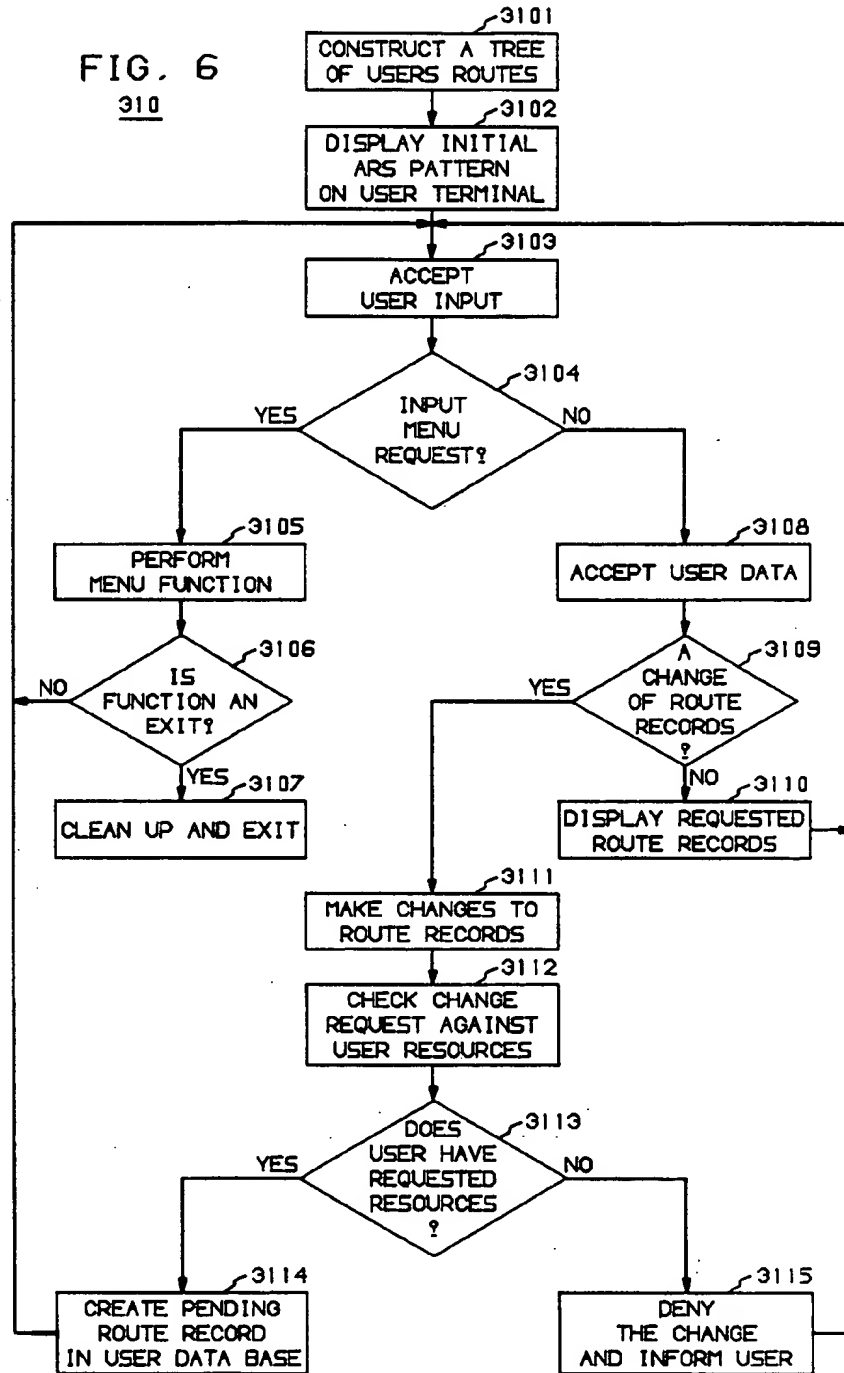 FIG. 6
310
3101
CONSTRUCT A TREE
OF USERS ROUTES
3102
DISPLAY INITIAL
ARS PATTERN
ON USER TERMINAL
3103
ACCEPT
USER INPUT
3104
INPUT
MENU
REQUEST?
YES
NO
3105
PERFORM
MENU FUNCTION
3108
ACCEPT USER DATA
3106
IS
FUNCTION AN
EXIT?
NO
YES
3109
A
CHANGE
OF ROUTE
RECORDS
?
YES
NO
3107
CLEAN UP AND EXIT
3110
DISPLAY REQUESTED
ROUTE RECORDS
3111
MAKE CHANGES TO
ROUTE RECORDS
3112
CHECK CHANGE
REQUEST AGAINST
USER RESOURCES
3113
DOES
USER HAVE
REQUESTED
RESOURCES
?
YES
NO
3114
CREATE PENDING
ROUTE RECORD
IN USER DATA BASE
3115
DENY
THE CHANGE
AND INFORM USER